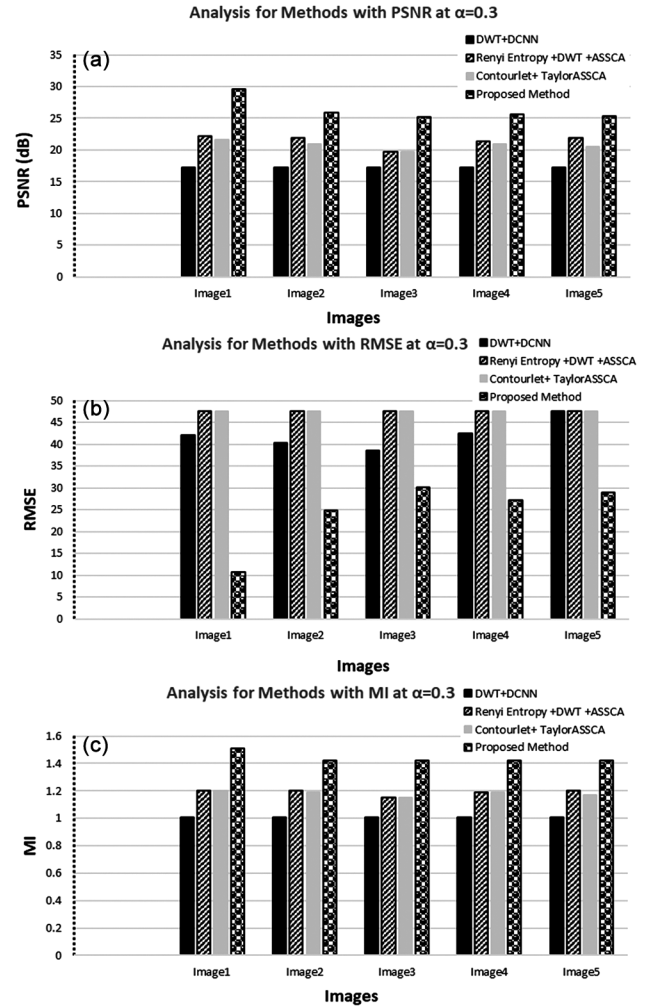 Analysis for Methods with PSNR at α=0.3
(a)
DWT+DCNN
Renyi Entropy +DWT +ASSCA
Contourlet+ TaylorASSCA
Proposed Method
PSNR (dB)
35
30
25
20
15
10
5
0
Image1 Image2 Image3 Image4 Image5
Images
Analysis for Methods with RMSE at α=0.3
(b)
DWT+DCNN
Renyi Entropy +DWT +ASSCA
Contourlet+ TaylorASSCA
Proposed Method
RMSE
50
45
40
35
30
25
20
15
10
5
0
Image1 Image2 Image3 Image4 Image5
Images
Analysis for Methods with MI at α=0.3
(c)
DWT+DCNN
Renyi Entropy +DWT +ASSCA
Contourlet+ TaylorASSCA
Proposed Method
MI
1.6
1.4
1.2
1
0.8
0.6
0.4
0.2
0
Image1 Image2 Image3 Image4 Image5
Images